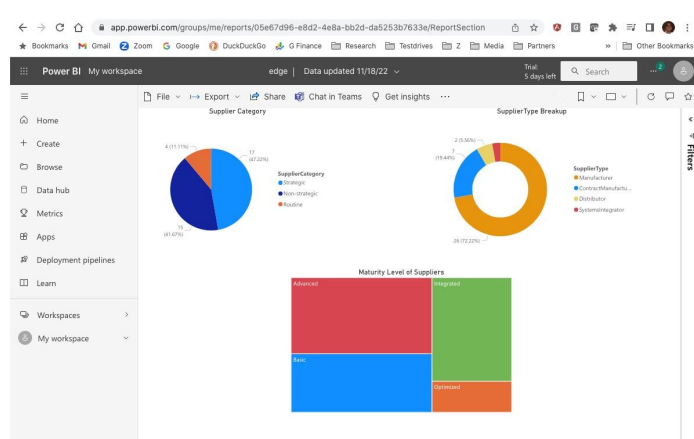 app.powerbi.com/groups/me/reports/05e67d96-e8d2-4e8a-bb2d-da5253b7633e/ReportSection
Bookmarks Gmail Zoom Google DuckDuckGo G Finance Research Testdrives Z Media Partners » Other Bookmarks
Power BI My workspace edge | Data updated 11/18/22 Trial: 5 days left Search 2
File Export Share Chat in Teams Get insights ...
Home
Create
Browse
Data hub
Metrics
Apps
Deployment pipelines
Learn
Workspaces
My workspace
Filters
Supplier Category
4 (11.11%)
17
(47.22%)
15
(41.67%)
SupplierCategory
Strategic
Non-strategic
Routine
SupplierType Breakup
2 (5.56%)
7
(19.44%)
26 (72.22%)
SupplierType
Manufacturer
ContractManufactu...
Distributor
SystemsIntegrator
Maturity Level of Suppliers
Advanced
Integrated
Basic
Optimized